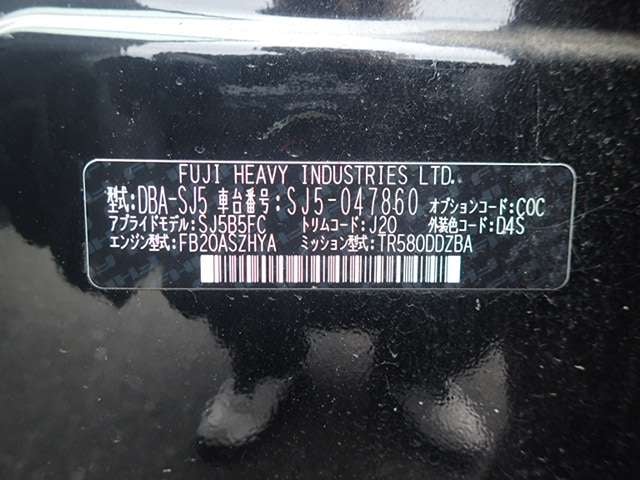 FUJI HEAVY INDUSTRIES LTD.
型式:DBA-SJ5 車台番号:SJ5-047860 オプションコード:COC
アプライドモデル:SJ5B5FC トリムコード:J20 外装色コード:D4S
エンジン型式:FB20ASZHYA ミッション型式:TR580DDZBA